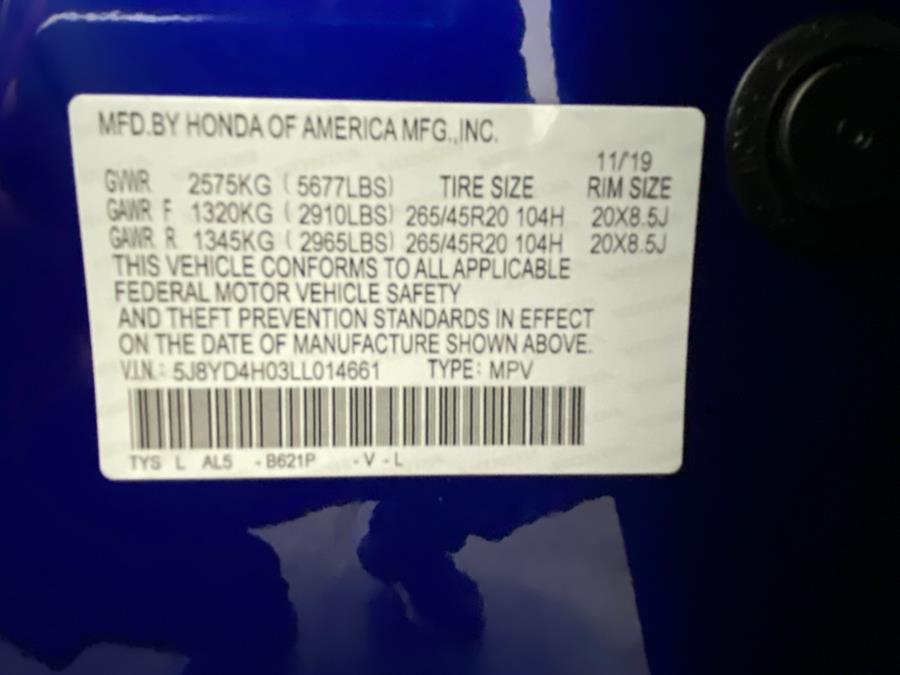 MFD.BY HONDA OF AMERICA MFG.,INC.
11/'19
GVWR 2575KG ( 5677LBS) TIRE SIZE RIM SIZE
GAWR F 1320KG ( 2910LBS) 265/45R20 104H 20X8.5J
GAWR R 1345KG ( 2965LBS) 265/45R20 104H 20X8.5J
THIS VEHICLE CONFORMS TO ALL APPLICABLE
FEDERAL MOTOR VEHICLE SAFETY
AND THEFT PREVENTION STANDARDS IN EFFECT
ON THE DATE OF MANUFACTURE SHOWN ABOVE.
V.I.N.: 5J8YD4H03LL014661 TYPE: MPV
TYS L AL5 -B621P -V -L